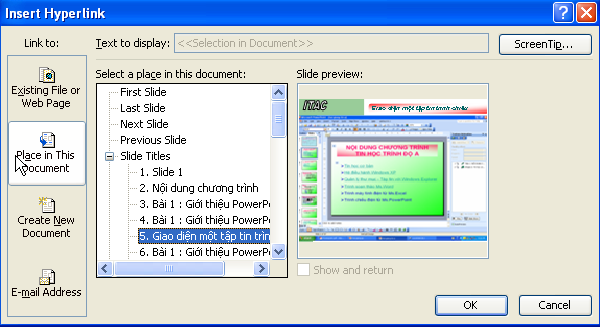 Insert Hyperlink
Link to:
Text to display:
<<Selection in Document>>
ScreenTip...
Existing File or
Web Page
Place in This
Document
Create New
Document
E-mail Address
Select a place in this document:
First Slide
Last Slide
Next Slide
Previous Slide
Slide Titles
1. Slide 1
2. Nội dung chương trình
3. Bài 1 : Giới thiệu PowerPo
4. Bài 1 : Giới thiệu PowerPo
5. Giao diện một tập tin trìn
6. Bài 1 : Giới thiệu PowerPo
Slide preview:
ITAC
Giao diện một tập tin trình chiếu
NỘI DUNG CHƯƠNG TRÌNH
TIN HỌC TRÌNH ĐỘ A
Show and return
OK
Cancel